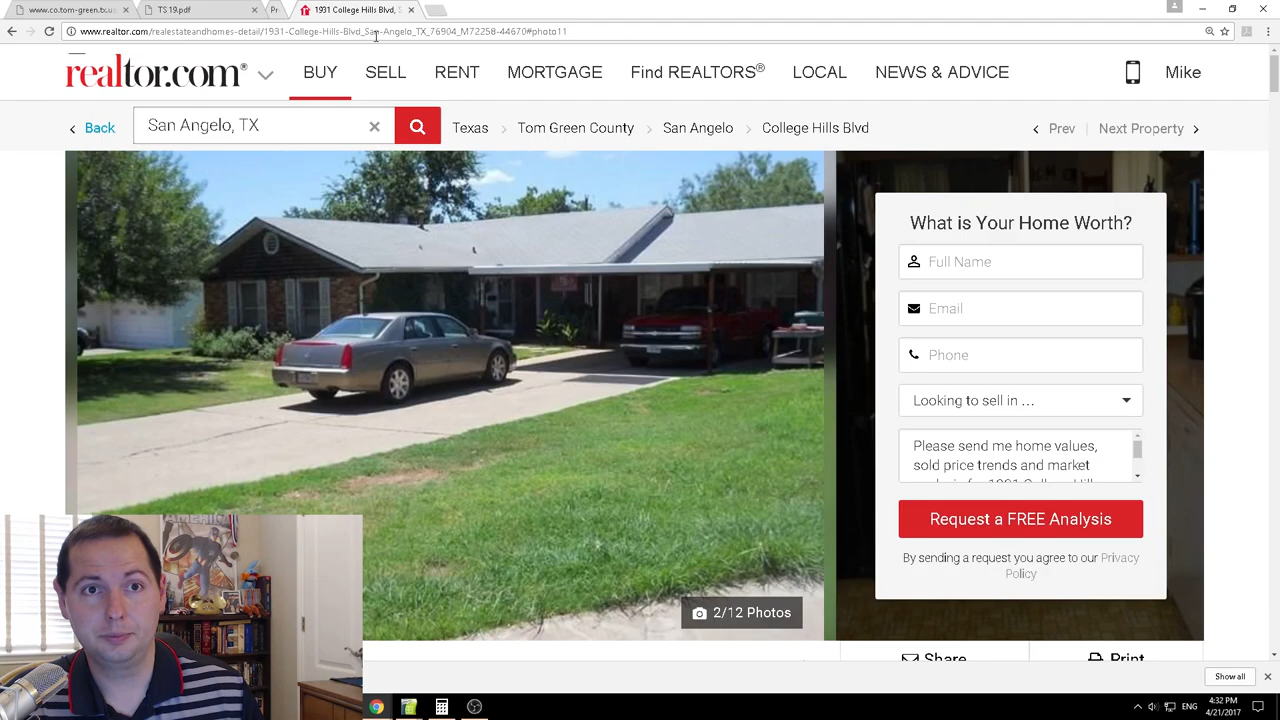 www.co.tom-green.tx.us
TS 19.pdf
Pr
1931 College Hills Blvd, S
www.realtor.com/realestateandhomes-detail/1931-College-Hills-Blvd_San-Angelo_TX_76904_M72258-44670#photo11
realtor.com®
BUY
SELL
RENT
MORTGAGE
Find REALTORS®
LOCAL
NEWS & ADVICE
Mike
Back
San Angelo, TX
Texas
Tom Green County
San Angelo
College Hills Blvd
Prev
Next Property
What is Your Home Worth?
Full Name
Email
Phone
Looking to sell in ...
Please send me home values,
sold price trends and market
Request a FREE Analysis
By sending a request you agree to our Privacy
Policy
2/12 Photos
Share
Print
Show all
ENG
4:32 PM
4/21/2017